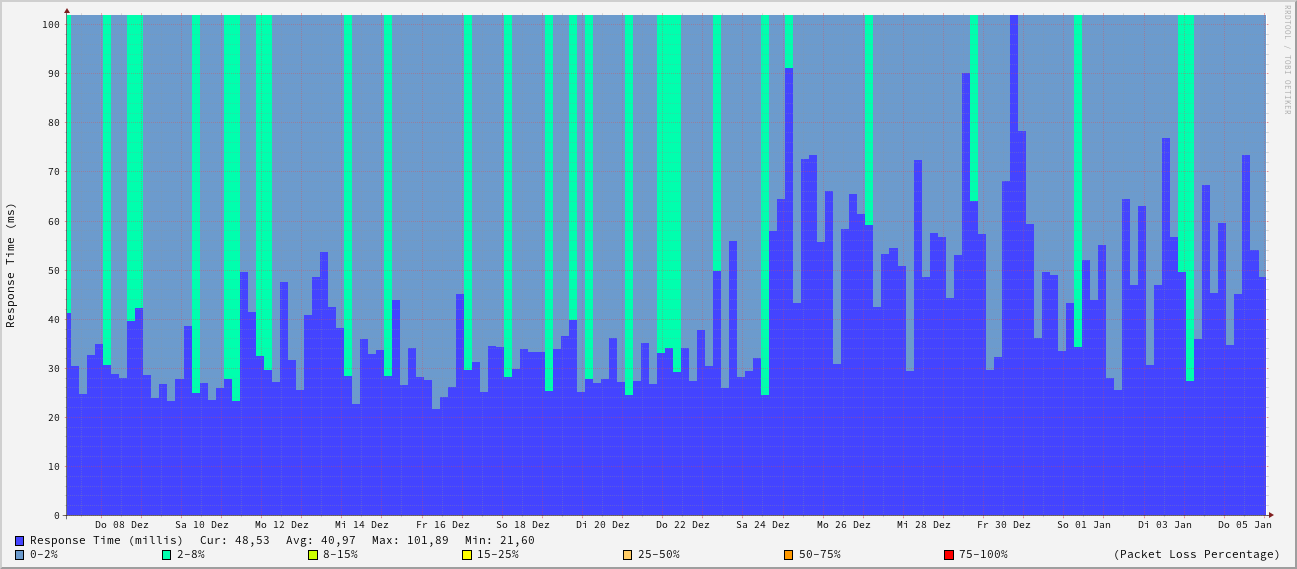 RRDTOOL / TOBI OETIKER
Response Time (ms)
100
90
80
70
60
50
40
30
20
10
0
Do 08 Dez Sa 10 Dez Mo 12 Dez Mi 14 Dez Fr 16 Dez So 18 Dez Di 20 Dez Do 22 Dez Sa 24 Dez Mo 26 Dez Mi 28 Dez Fr 30 Dez So 01 Jan Di 03 Jan Do 05 Jan
Response Time (millis) Cur: 48,53 Avg: 40,97 Max: 101,89 Min: 21,60
0-2% 2-8% 8-15% 15-25% 25-50% 50-75% 75-100% (Packet Loss Percentage)